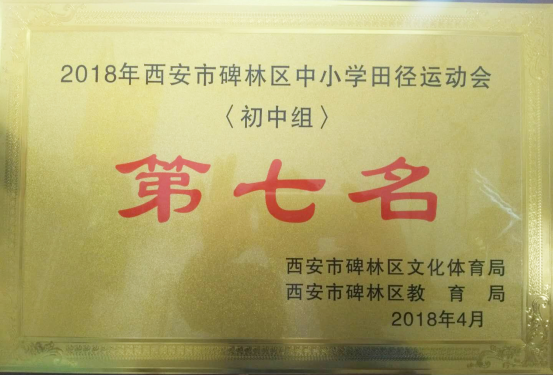 2018年西安市碑林区中小学田径运动会
〈初中组〉
第七名
西安市碑林区文化体育局
西安市碑林区教 育 局
2018年4月